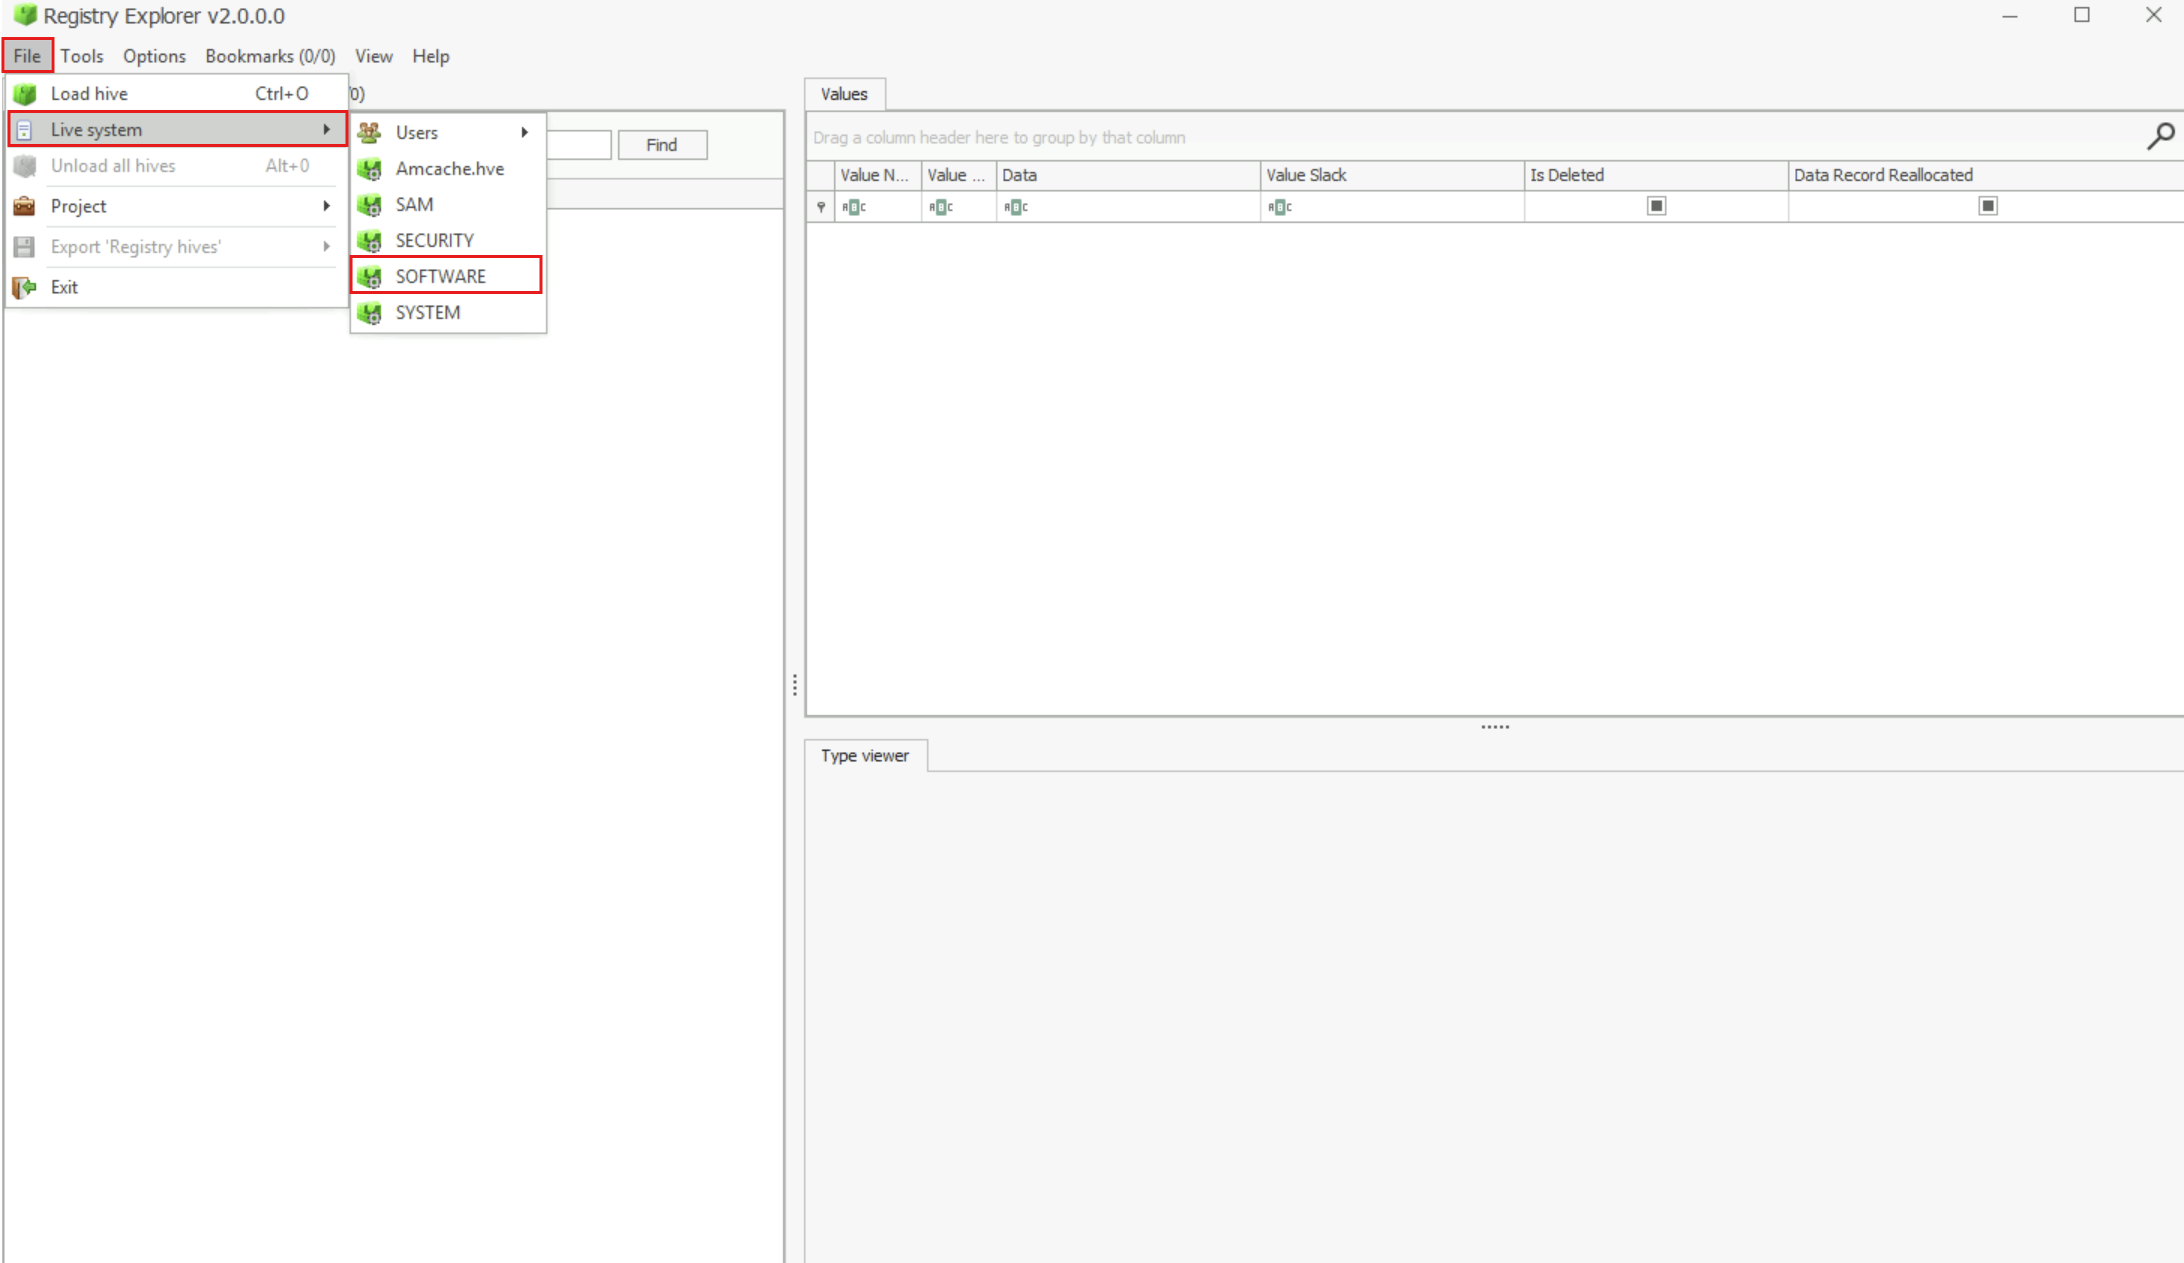 Registry Explorer v2.0.0.0
File Tools Options Bookmarks (0/0) View Help
Load hive Ctrl+O
/0)
Live system
Unload all hives Alt+0
Project
Export 'Registry hives'
Exit
Users
Amcache.hve
SAM
SECURITY
SOFTWARE
SYSTEM
Find
Values
Drag a column header here to group by that column
Value N... Value ... Data Value Slack Is Deleted Data Record Reallocated
ABC ABC ABC ABC
Type viewer